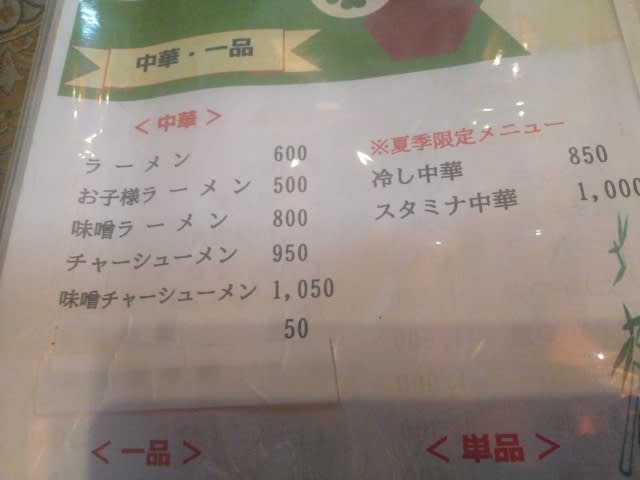 中華・一品
＜中華＞
ラーメン 600
お子様ラーメン 500
味噌ラーメン 800
チャーシューメン 950
味噌チャーシューメン 1,050
50
※夏季限定メニュー
冷し中華 850
スタミナ中華 1,000
＜一品＞
＜単品＞